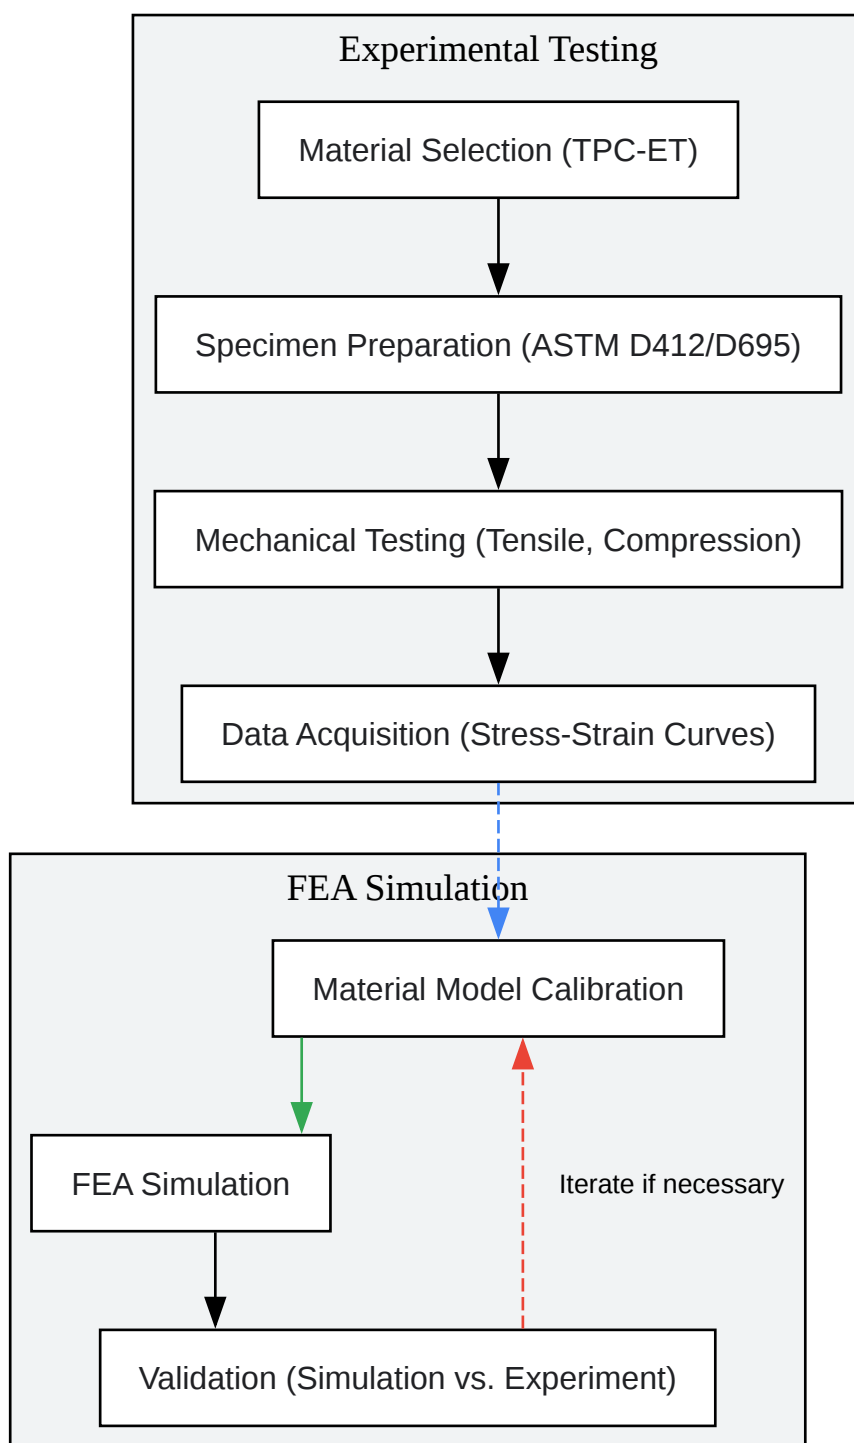 Experimental Testing
Material Selection (TPC-ET)
Specimen Preparation (ASTM D412/D695)
Mechanical Testing (Tensile, Compression)
Data Acquisition (Stress-Strain Curves)
FEA Simulation
Material Model Calibration
FEA Simulation
Iterate if necessary
Validation (Simulation vs. Experiment)